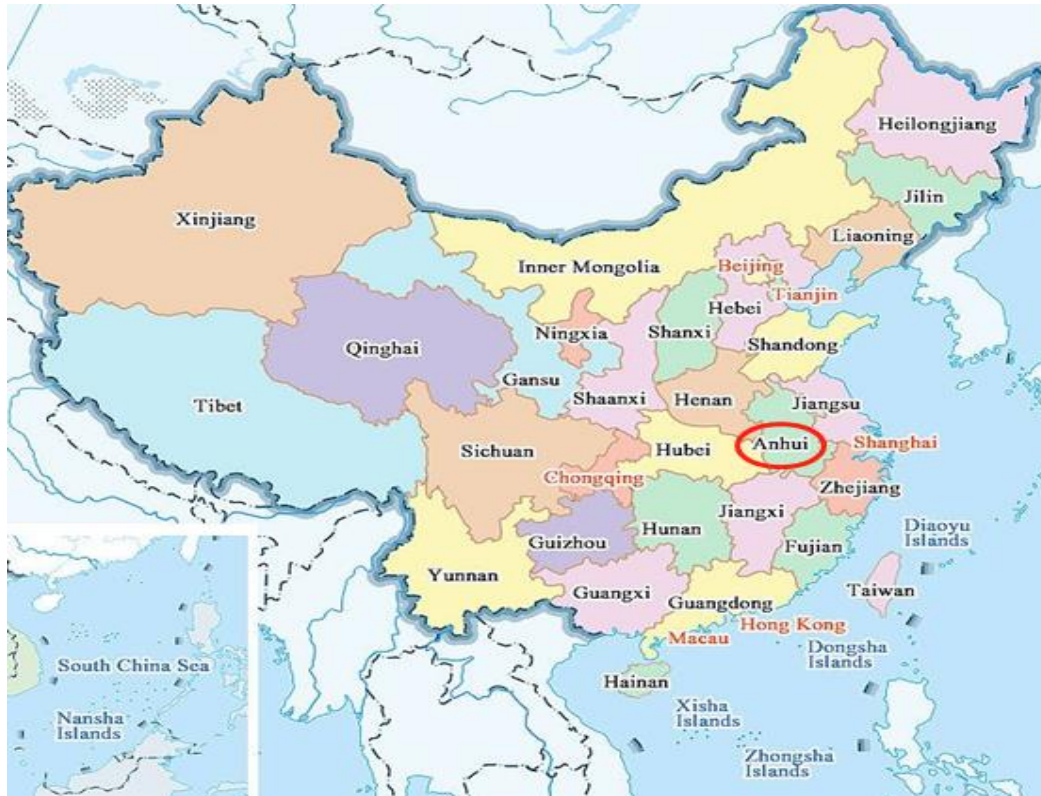 Heilongjiang
Jilin
Xinjiang
Liaoning
Inner Mongolia
Beijing
Tianjin
Hebei
Ningxia
Shanxi
Shandong
Qinghai
Gansu
Shaanxi
Henan
Jiangsu
Tibet
Sichuan
Hubei
Anhui
Shanghai
Chongqing
Zhejiang
Hunan
Jiangxi
Diaoyu
Islands
Guizhou
Fujian
Yunnan
Guangxi
Guangdong
Taiwan
Hong Kong
Macau
Dongsha
Islands
Hainan
Xisha
Islands
Zhongsha
Islands
South China Sea
Nansha
Islands